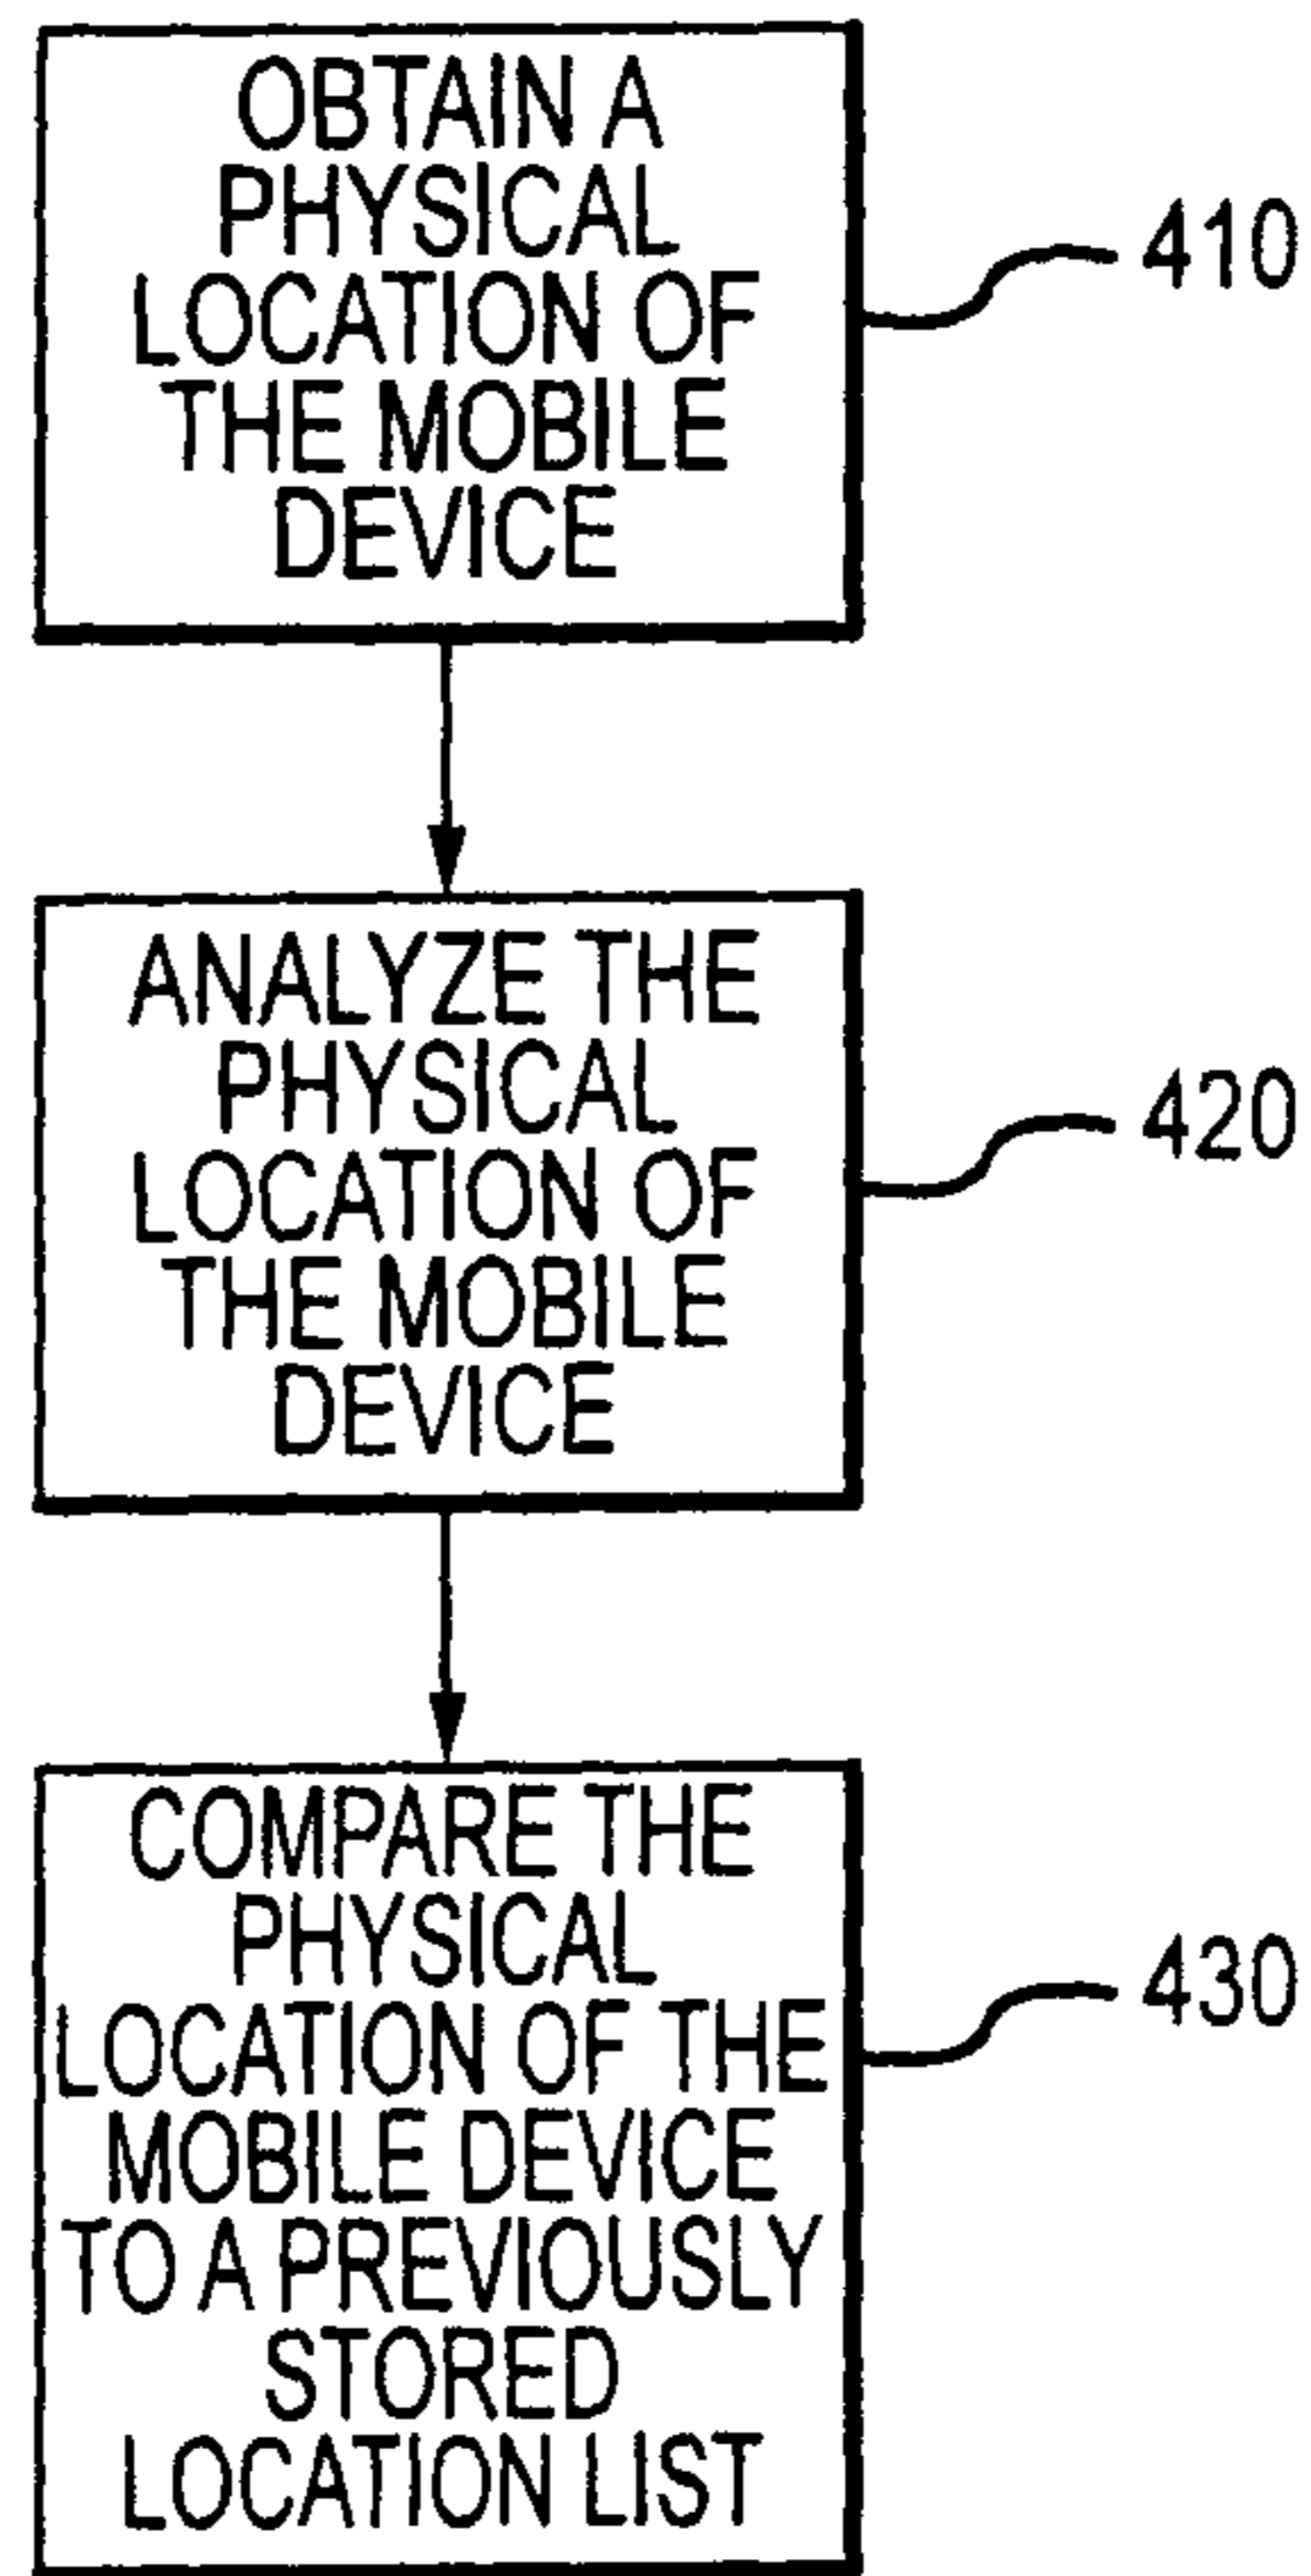 OBTAIN A
PHYSICAL
LOCATION OF
THE MOBILE
DEVICE
410
ANALYZE THE
PHYSICAL
LOCATION OF
THE MOBILE
DEVICE
420
COMPARE THE
PHYSICAL
LOCATION OF THE
MOBILE DEVICE
TO A PREVIOUSLY
STORED
LOCATION LIST
430